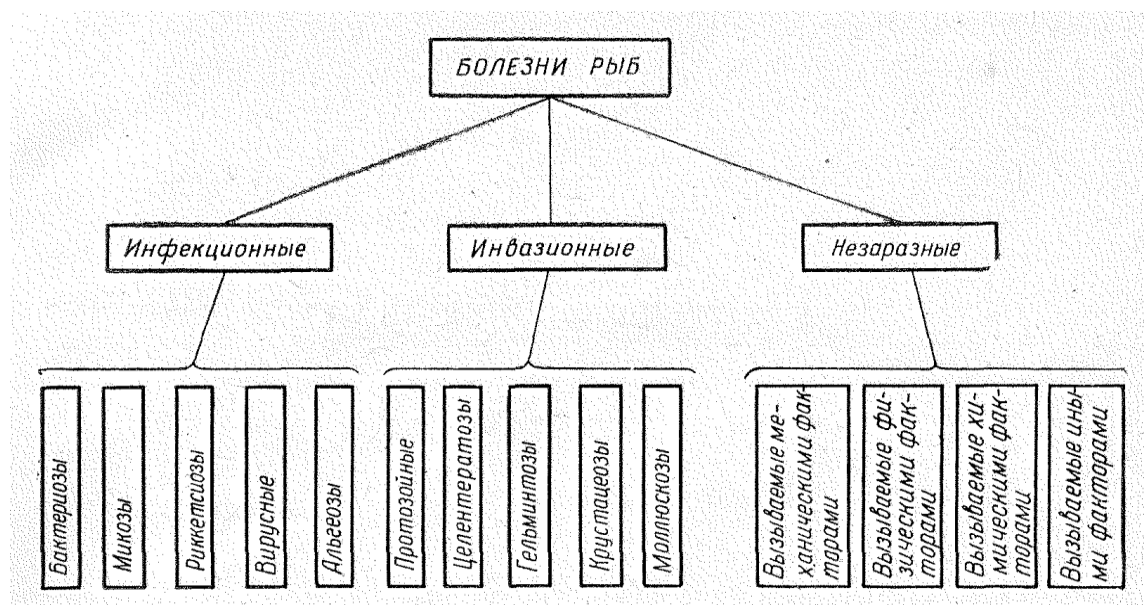 БОЛЕЗНИ РЫБ
Инфекционные
Инвазионные
Незаразные
Бактериозы
Микозы
Риккетсиозы
Вирусные
Альгеозы
Протозойные
Целентератозы
Гельминтозы
Крустацеозы
Моллюскозы
Вызываемые ме-
ханическими фак-
торами
Вызываемые фи-
зическими фак-
торами
Вызываемые хи-
мическими фак-
торами
Вызываемые ины-
ми факторами